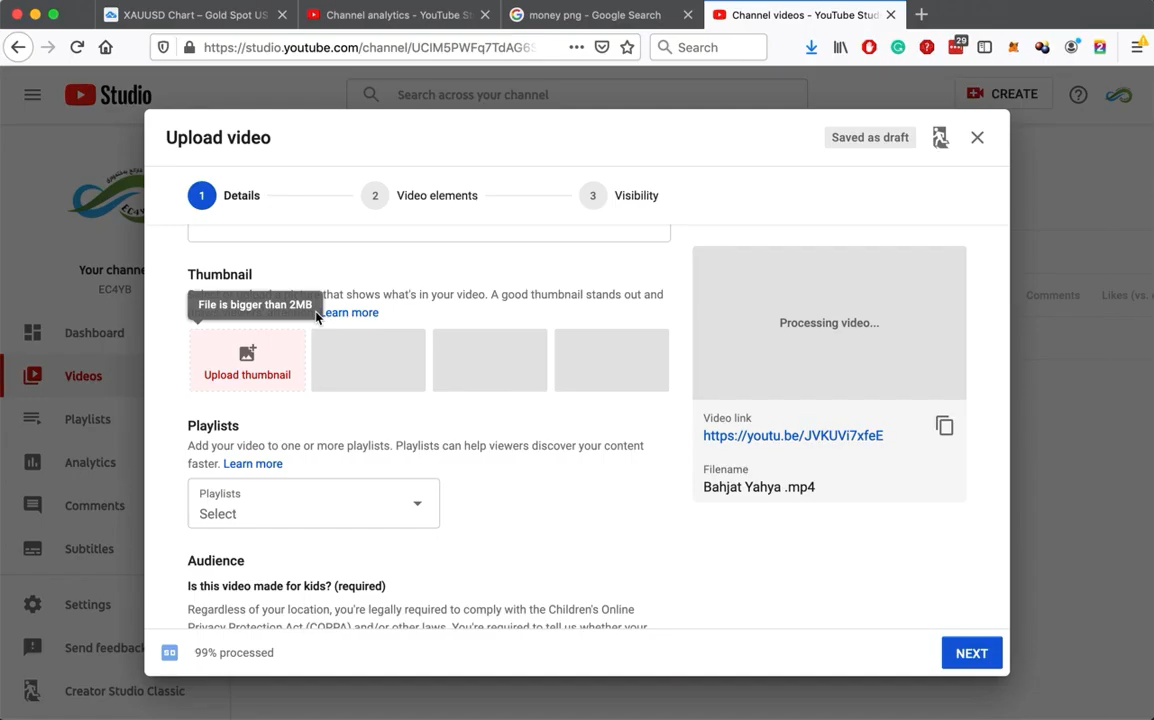 XAUUSD Chart – Gold Spot US
Channel analytics - YouTube St
money png - Google Search
Channel videos - YouTube Stud
https://studio.youtube.com/channel/UCIM5PWFq7TdAG6S
Search
29
2
Studio
Search across your channel
CREATE
Upload video
Saved as draft
1 Details
2 Video elements
3 Visibility
EC4YB
Your channe
EC4YB
Dashboard
Videos
Playlists
Analytics
Comments
Subtitles
Settings
Send feedback
Creator Studio Classic
Comments
Likes (vs.
Thumbnail
that shows what's in your video. A good thumbnail stands out and
File is bigger than 2MB
Learn more
Upload thumbnail
Playlists
Add your video to one or more playlists. Playlists can help viewers discover your content
faster. Learn more
Playlists
Select
Audience
Is this video made for kids? (required)
Regardless of your location, you're legally required to comply with the Children's Online
Privacy Protection Act (COPPA) and/or other laws. You're required to tell us whether your
Processing video...
Video link
https://youtu.be/JVKUVi7xfeE
Filename
Bahjat Yahya .mp4
SD
99% processed
NEXT